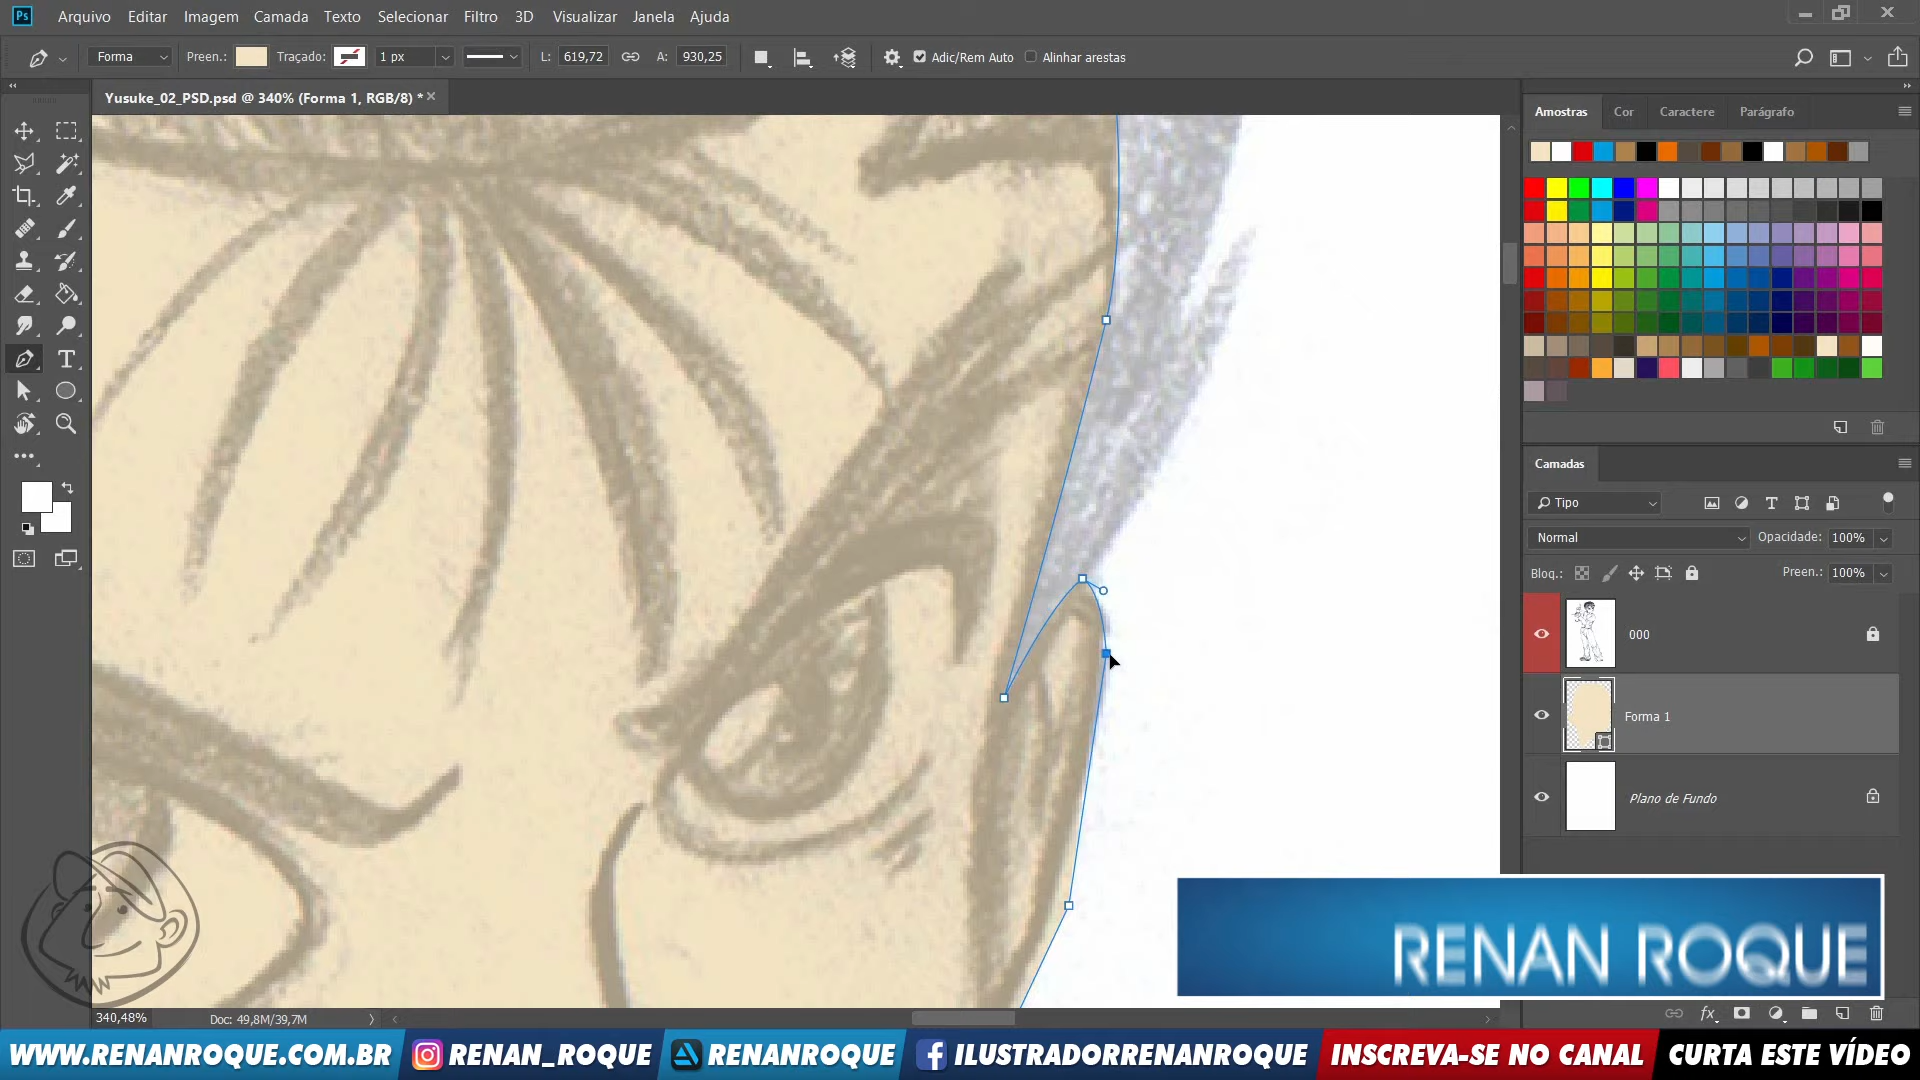 Ps Arquivo Editar Imagem Camada Texto Selecionar Filtro 3D Visualizar Janela Ajuda
Forma Preen.: Traçado: 1 px L: 619,72 A: 930,25 Adic/Rem Auto Alinhar arestas
Yusuke_02_PSD.psd @ 340% (Forma 1, RGB/8) *
Amostras Cor Caractere Parágrafo
Camadas
Tipo
Normal Opacidade: 100%
Bloq.: Preen.: 100%
000
Forma 1
Plano de Fundo
RENAN ROQUE
340,48% Doc: 49,8M/39,7M
fx
WWW.RENANROQUE.COM.BR RENAN_ROQUE RENANROQUE ILUSTRADORRENANROQUE INSCREVA-SE NO CANAL CURTA ESTE VÍDEO